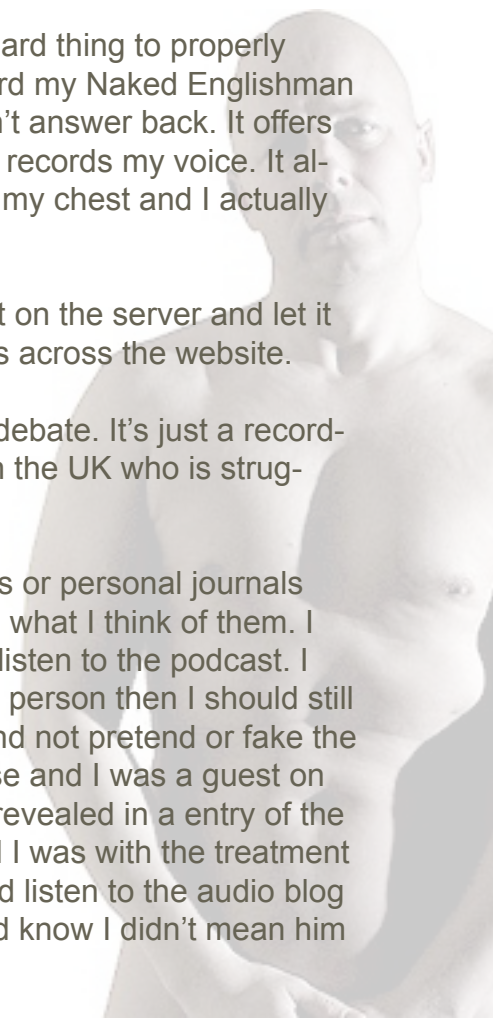 ard thing to properly
rd my Naked Englishman
't answer back. It offers
records my voice. It al-
my chest and I actually
t on the server and let it
s across the website.
debate. It's just a record-
n the UK who is strug-
s or personal journals
what I think of them. I
listen to the podcast. I
person then I should still
nd not pretend or fake the
se and I was a guest on
revealed in a entry of the
I was with the treatment
d listen to the audio blog
d know I didn't mean him